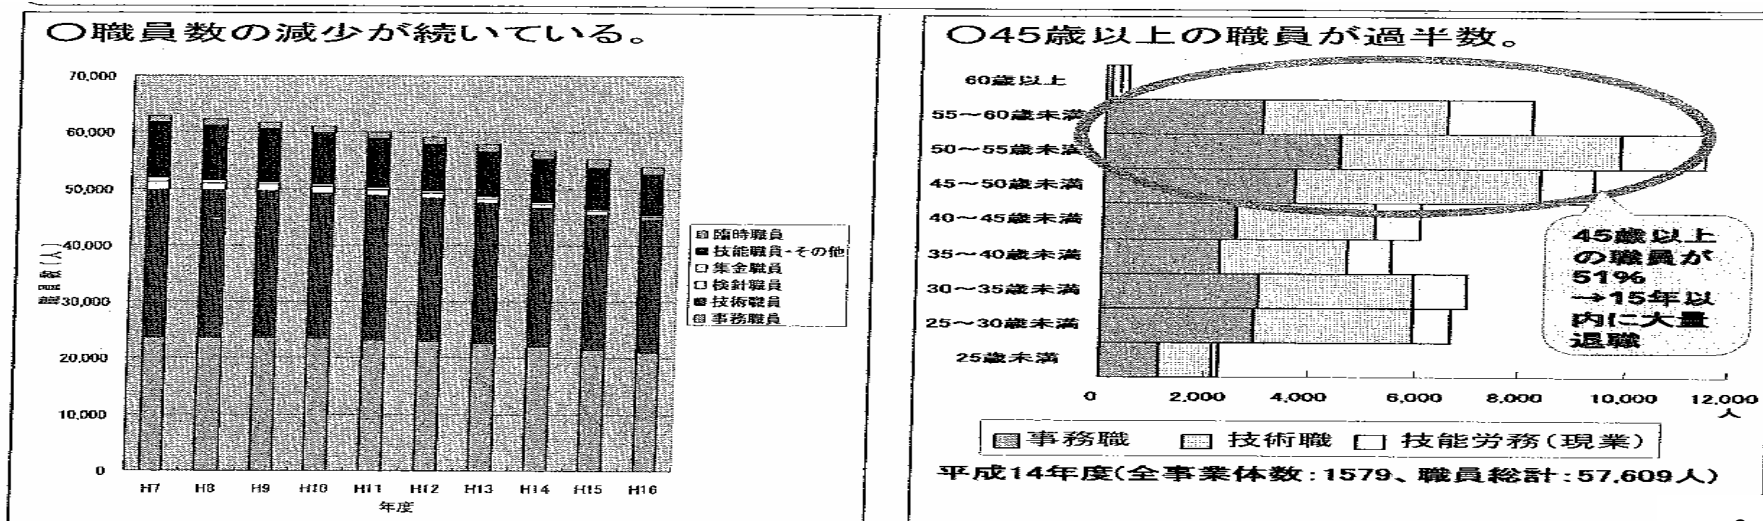 〇職員数の減少が続いている。
70,000
60,000
50,000
40,000
30,000
20,000
10,000
0
職員数(人)
H7 H8 H9 H10 H11 H12 H13 H14 H15 H16
年度
臨時職員
技能職員・その他
集金職員
検針職員
技術職員
事務職員
〇45歳以上の職員が過半数。
60歳以上
55～60歳未満
50～55歳未満
45～50歳未満
40～45歳未満
35～40歳未満
30～35歳未満
25～30歳未満
25歳未満
45歳以上
の職員が
51%
→15年以
内に大量
退職
0 2,000 4,000 6,000 8,000 10,000 12,000
人
事務職 技術職 技能労務(現業)
平成14年度(全事業体数:1579、職員総計:57,609人)